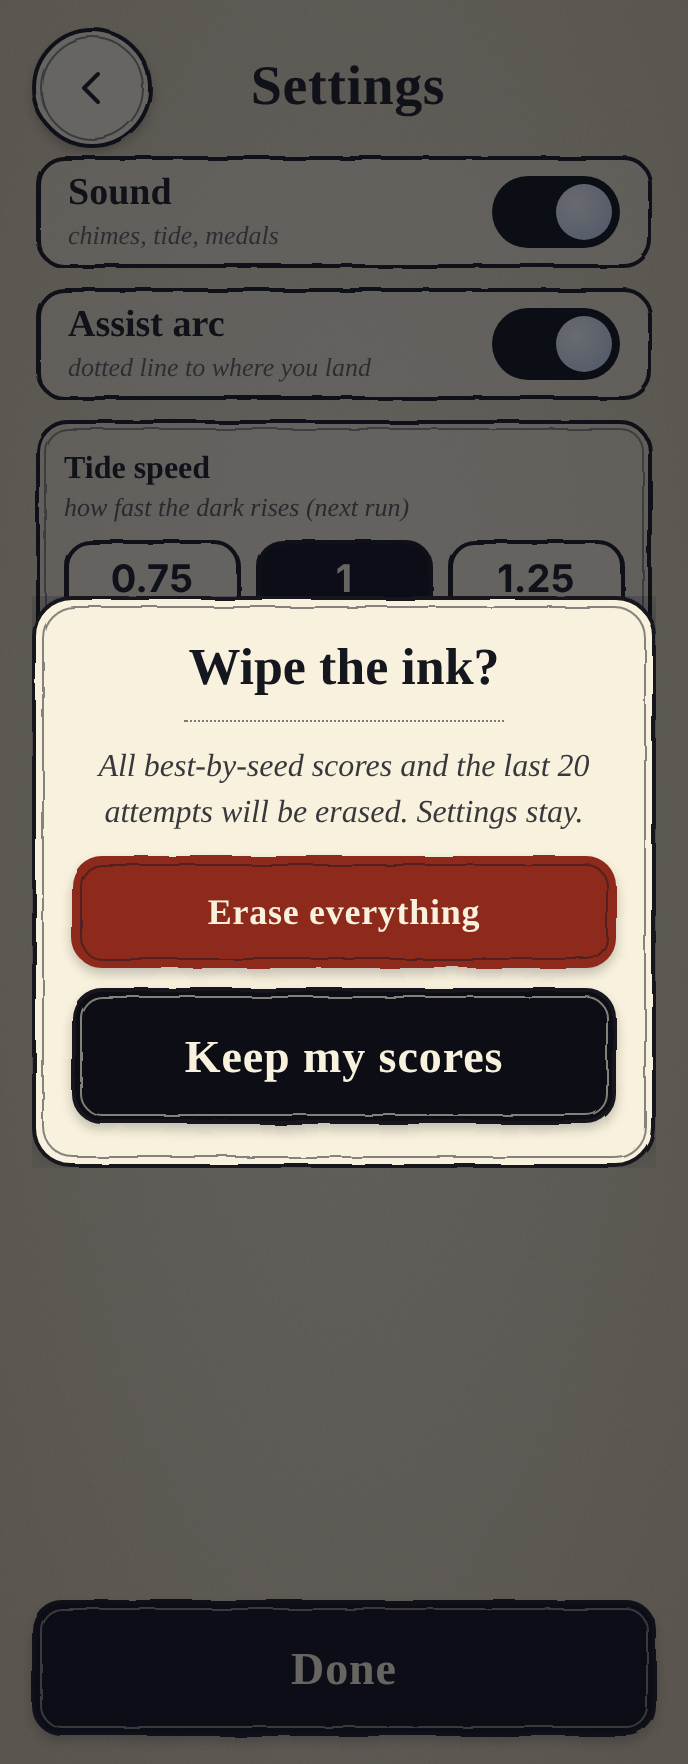 Settings
Sound
chimes, tide, medals
Assist arc
dotted line to where you land
Tide speed
how fast the dark rises (next run)
0.75 1 1.25
Wipe the ink?
All best-by-seed scores and the last 20
attempts will be erased. Settings stay.
Erase everything
Keep my scores
Done